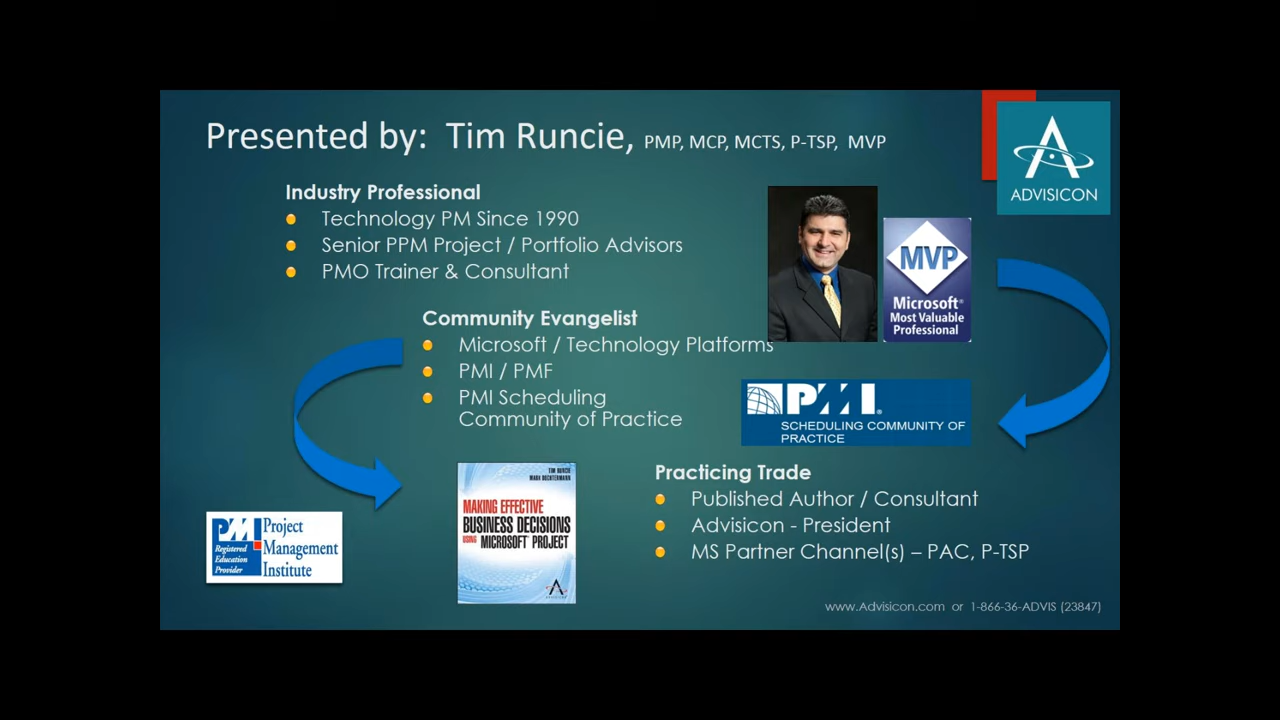 Presented by: Tim Runcie, PMP, MCP, MCTS, P-TSP, MVP
ADVISICON
Industry Professional
Technology PM Since 1990
Senior PPM Project / Portfolio Advisors
PMO Trainer & Consultant
MVP
Microsoft®
Most Valuable
Professional
Community Evangelist
Microsoft / Technology Platforms
PMI / PMF
PMI Scheduling
Community of Practice
PMI®
SCHEDULING COMMUNITY OF
PRACTICE
PMI
Registered
Education
Provider
Project
Management
Institute
TIM RUNCIE
MARK DOCHTERMANN
MAKING EFFECTIVE
BUSINESS DECISIONS
USING MICROSOFT® PROJECT
ADVISICON
Practicing Trade
Published Author / Consultant
Advisicon - President
MS Partner Channel(s) – PAC, P-TSP
www.Advisicon.com or 1-866-36-ADVIS (23847)